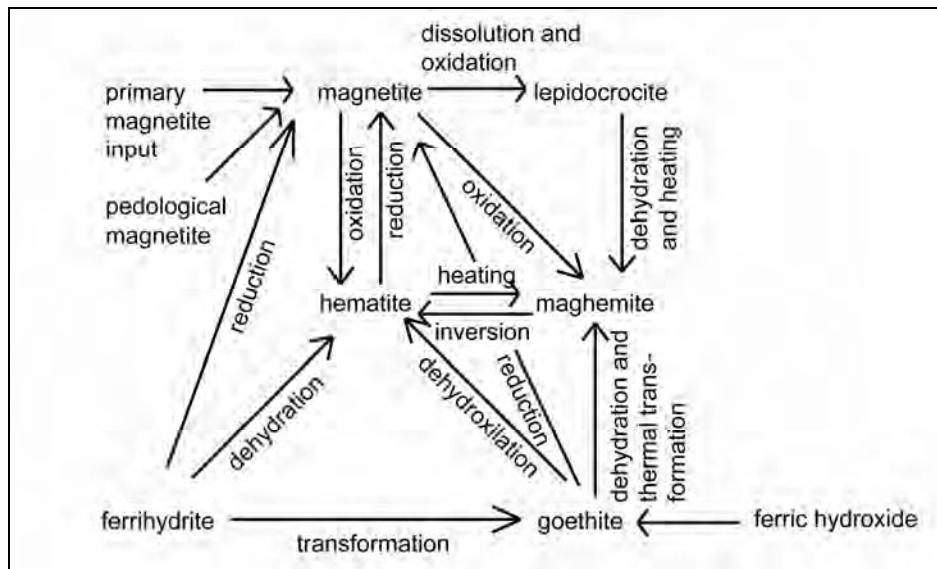 dissolution and
oxidation
primary
magnetite
input
magnetite
lepidocrocite
pedological
magnetite
oxidation
reduction
oxidation
dehydration
and heating
reduction
heating
hematite
maghemite
inversion
dehydration
dehydroxilation
reduction
dehydration and
thermal trans-
formation
ferrihydrite
transformation
goethite
ferric hydroxide